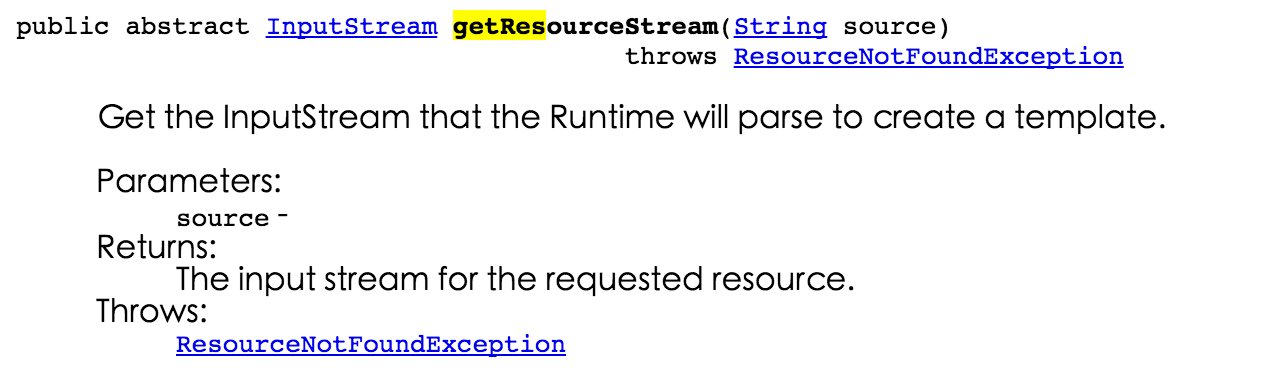 public abstract InputStream getResourceStream(String source)
throws ResourceNotFoundException
Get the InputStream that the Runtime will parse to create a template.
Parameters:
source -
Returns:
The input stream for the requested resource.
Throws:
ResourceNotFoundException